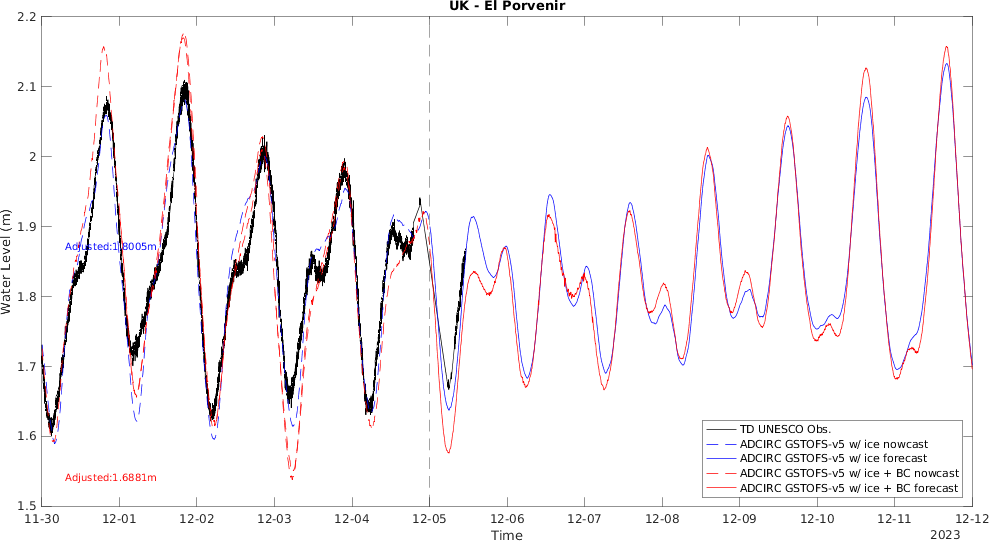 UK - El Porvenir
2.2
2.1
2
1.9
1.8
1.7
1.6
1.5
Water Level (m)
Adjusted:1.8005m
Adjusted:1.6881m
TD UNESCO Obs.
ADCIRC GSTOFS-v5 w/ ice nowcast
ADCIRC GSTOFS-v5 w/ ice forecast
ADCIRC GSTOFS-v5 w/ ice + BC nowcast
ADCIRC GSTOFS-v5 w/ ice + BC forecast
11-30 12-01 12-02 12-03 12-04 12-05 12-06 12-07 12-08 12-09 12-10 12-11 12-12
Time
2023